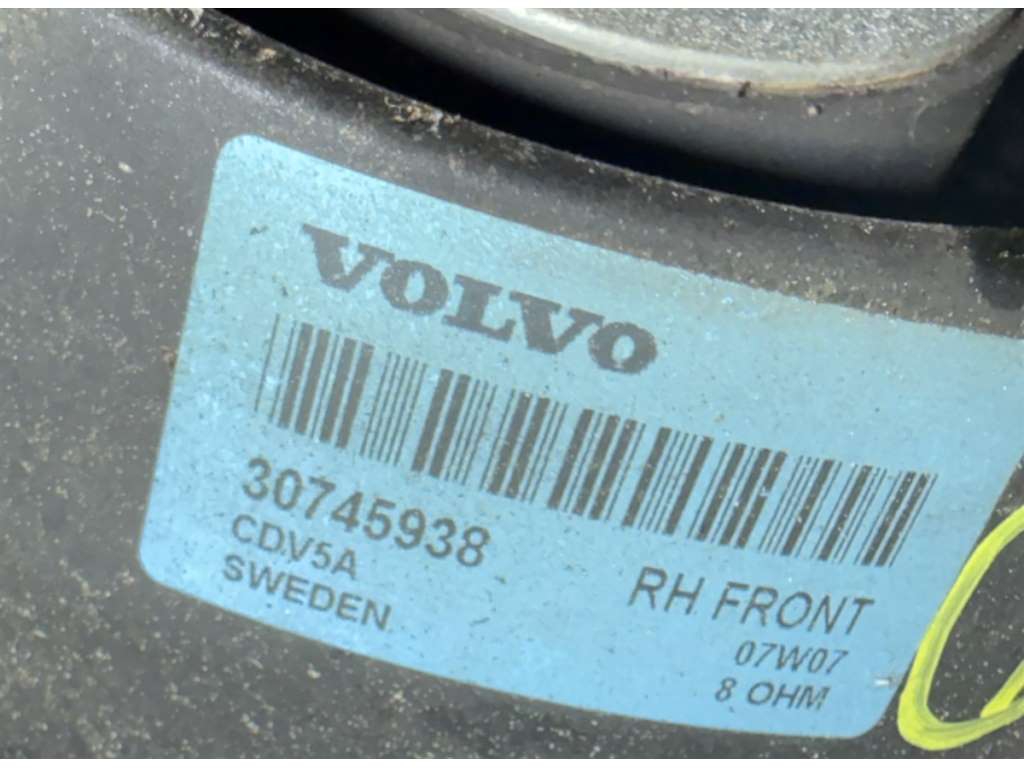 VOLVO
30745938
CDV5A
SWEDEN
RH FRONT
07W07
8 OHM